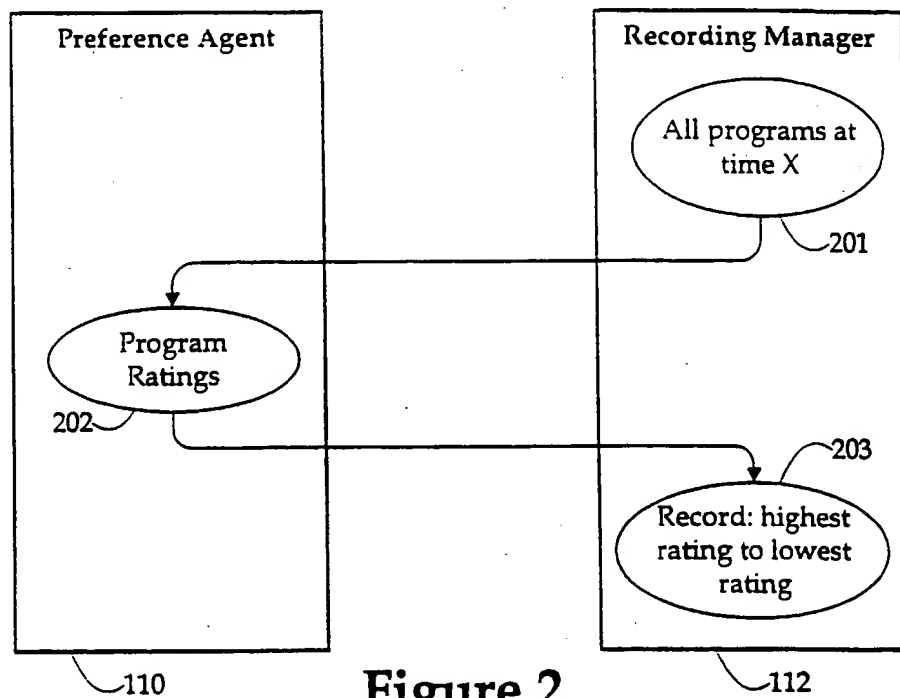 Preference Agent
Recording Manager
All programs at
time X
201
Program
Ratings
202
203
Record: highest
rating to lowest
rating
110
112
Figure 2